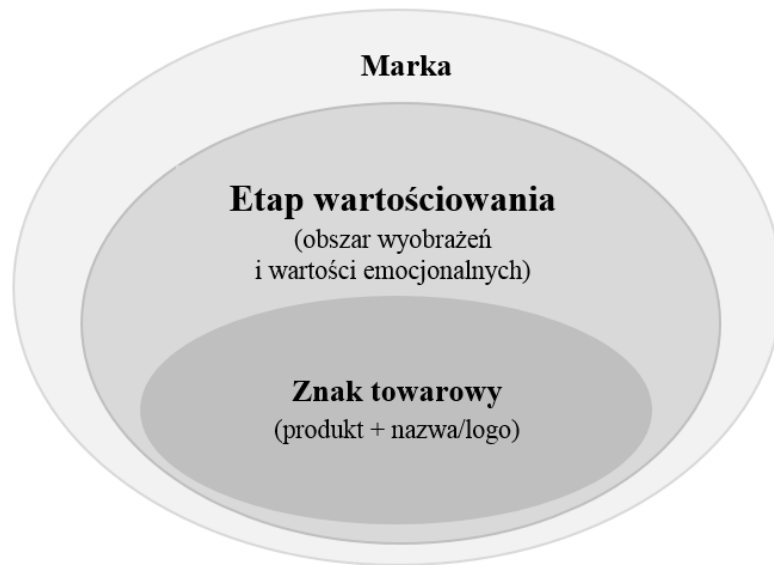 Marka
Etap wartościowania
(obszar wyobrażeń
i wartości emocjonalnych)
Znak towarowy
(produkt + nazwa/logo)